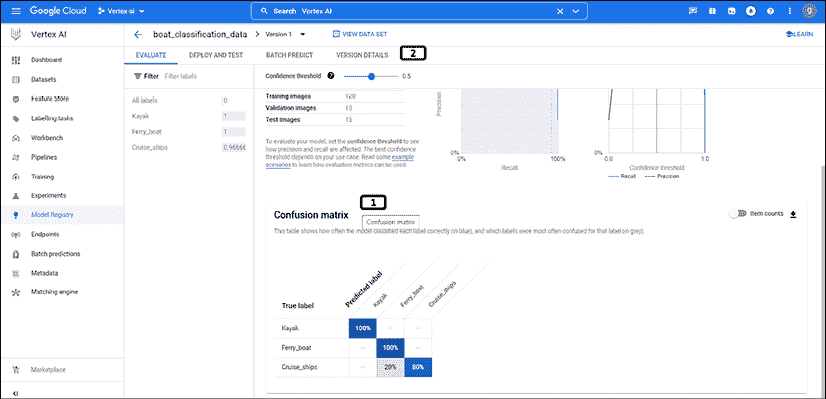 Google Cloud
Vertex ai
Search Vertex AI
Vertex AI
boat_classification_data
Version 1
VIEW DATA SET
LEARN
EVALUATE
DEPLOY AND TEST
BATCH PREDICT
VERSION DETAILS
2
Dashboard
Datasets
Feature Store
Labelling tasks
Workbench
Pipelines
Training
Experiments
Model Registry
Endpoints
Batch predictions
Metadata
Matching engine
Marketplace
Filter Filter labels
All labels 0
Kayak 1
Ferry_boat 1
Cruise_ships 0.96666
Confidence threshold 0.5
Training images 120
Validation images 15
Test images 15
To evaluate your model, set the confidence threshold to see
how precision and recall are affected. The best confidence
threshold depends on your use case. Read some example
scenarios to learn how evaluation metrics can be used.
Precision
0%
0% 100%
Recall
0%
0.0 1.0
Confidence threshold
Recall Precision
1
Confusion matrix
Confusion matrix
Item counts
This table shows how often the model classified each label correctly (in blue), and which labels were most often confused for that label (in grey).
Predicted label
Kayak
Ferry_boat
Cruise_ships
True label
Kayak 100% – –
Ferry_boat – 100% –
Cruise_ships – 20% 80%